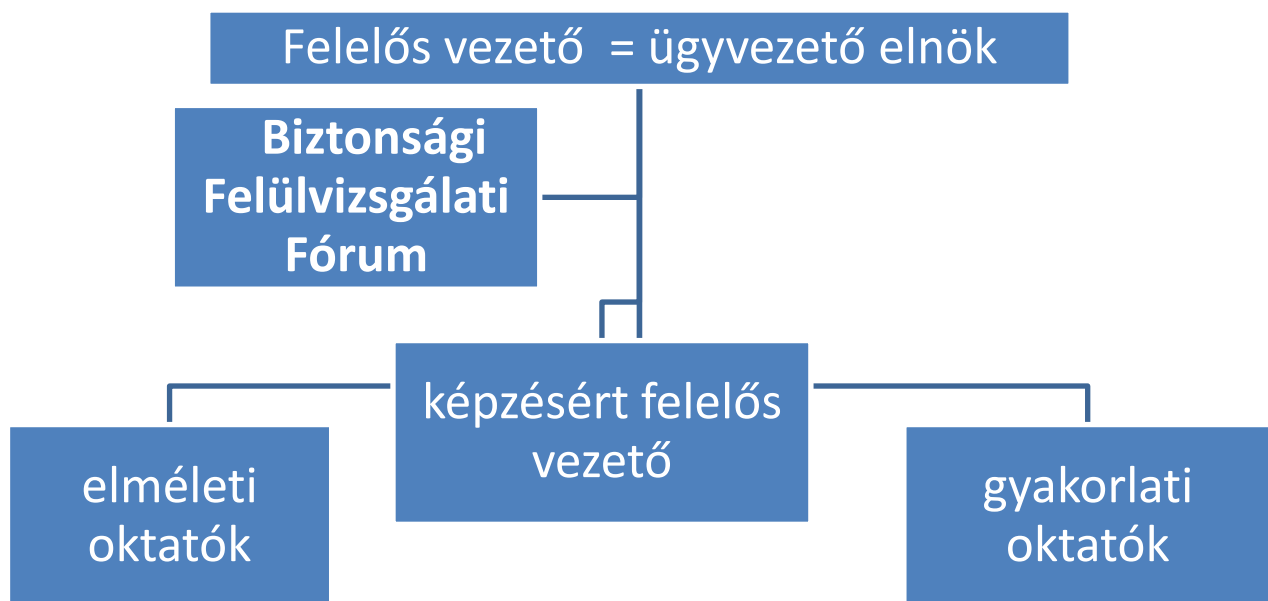 Felelős vezető = ügyvezető elnök
Biztonsági
Felülvizsgálati
Fórum
képzésért felelős
vezető
elméleti
oktatók
gyakorlati
oktatók